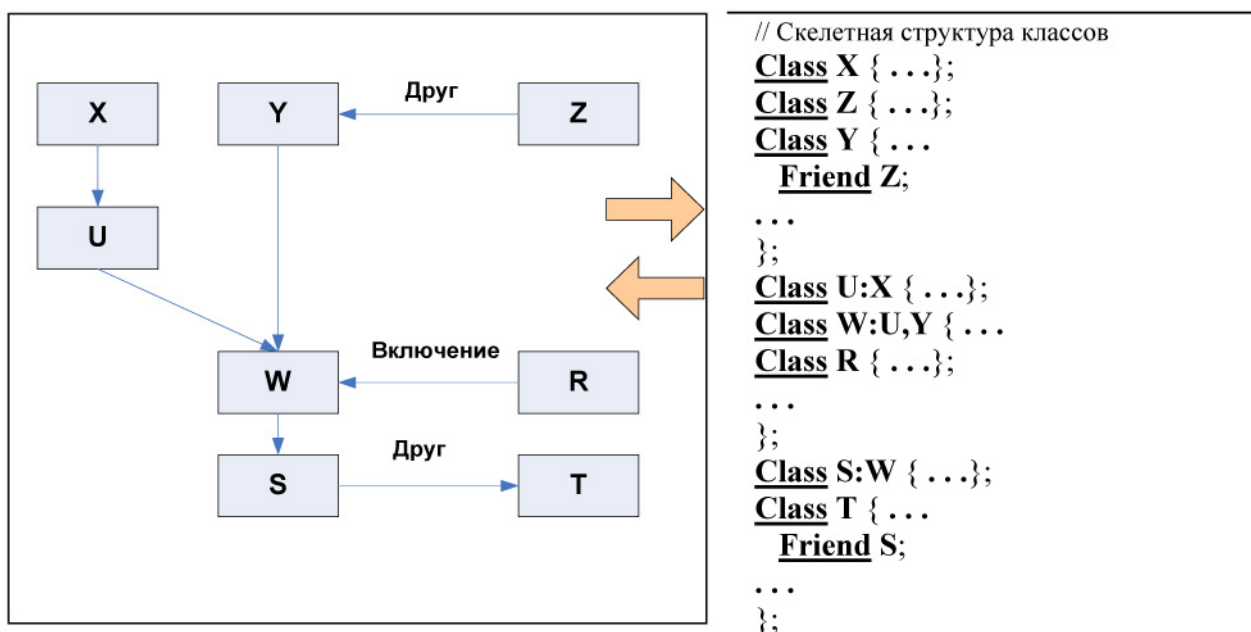 X
Y
Друг
Z
U
Включение
W
R
Друг
S
T
// Скелетная структура классов
Class X { . . .};
Class Z { . . .};
Class Y { . . .
Friend Z;
. . .
};
Class U:X { . . .};
Class W:U,Y { . . .
Class R { . . .};
. . .
};
Class S:W { . . .};
Class T { . . .
Friend S;
. . .
};